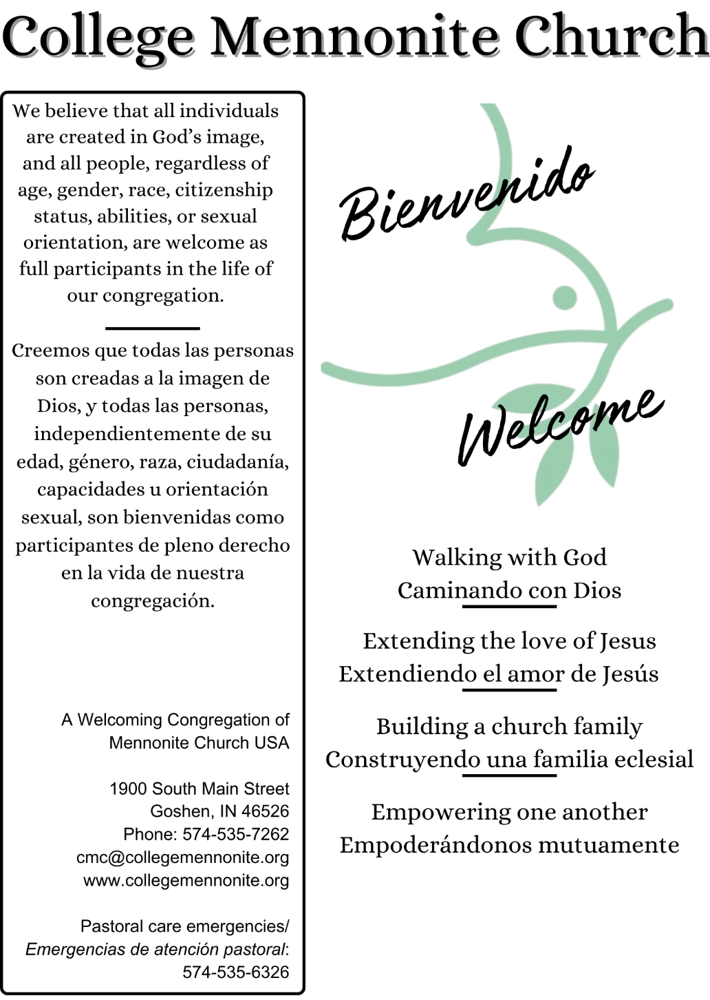 College Mennonite Church
We believe that all individuals
are created in God’s image,
and all people, regardless of
age, gender, race, citizenship
status, abilities, or sexual
orientation, are welcome as
full participants in the life of
our congregation.
Creemos que todas las personas
son creadas a la imagen de
Dios, y todas las personas,
independientemente de su
edad, género, raza, ciudadanía,
capacidades u orientación
sexual, son bienvenidas como
participantes de pleno derecho
en la vida de nuestra
congregación.
A Welcoming Congregation of
Mennonite Church USA
1900 South Main Street
Goshen, IN 46526
Phone: 574-535-7262
cmc@collegemennonite.org
www.collegemennonite.org
Pastoral care emergencies/
Emergencias de atención pastoral:
574-535-6326
Bienvenido
Welcome
Walking with God
Caminando con Dios
Extending the love of Jesus
Extendiendo el amor de Jesús
Building a church family
Construyendo una familia eclesial
Empowering one another
Empoderándonos mutuamente